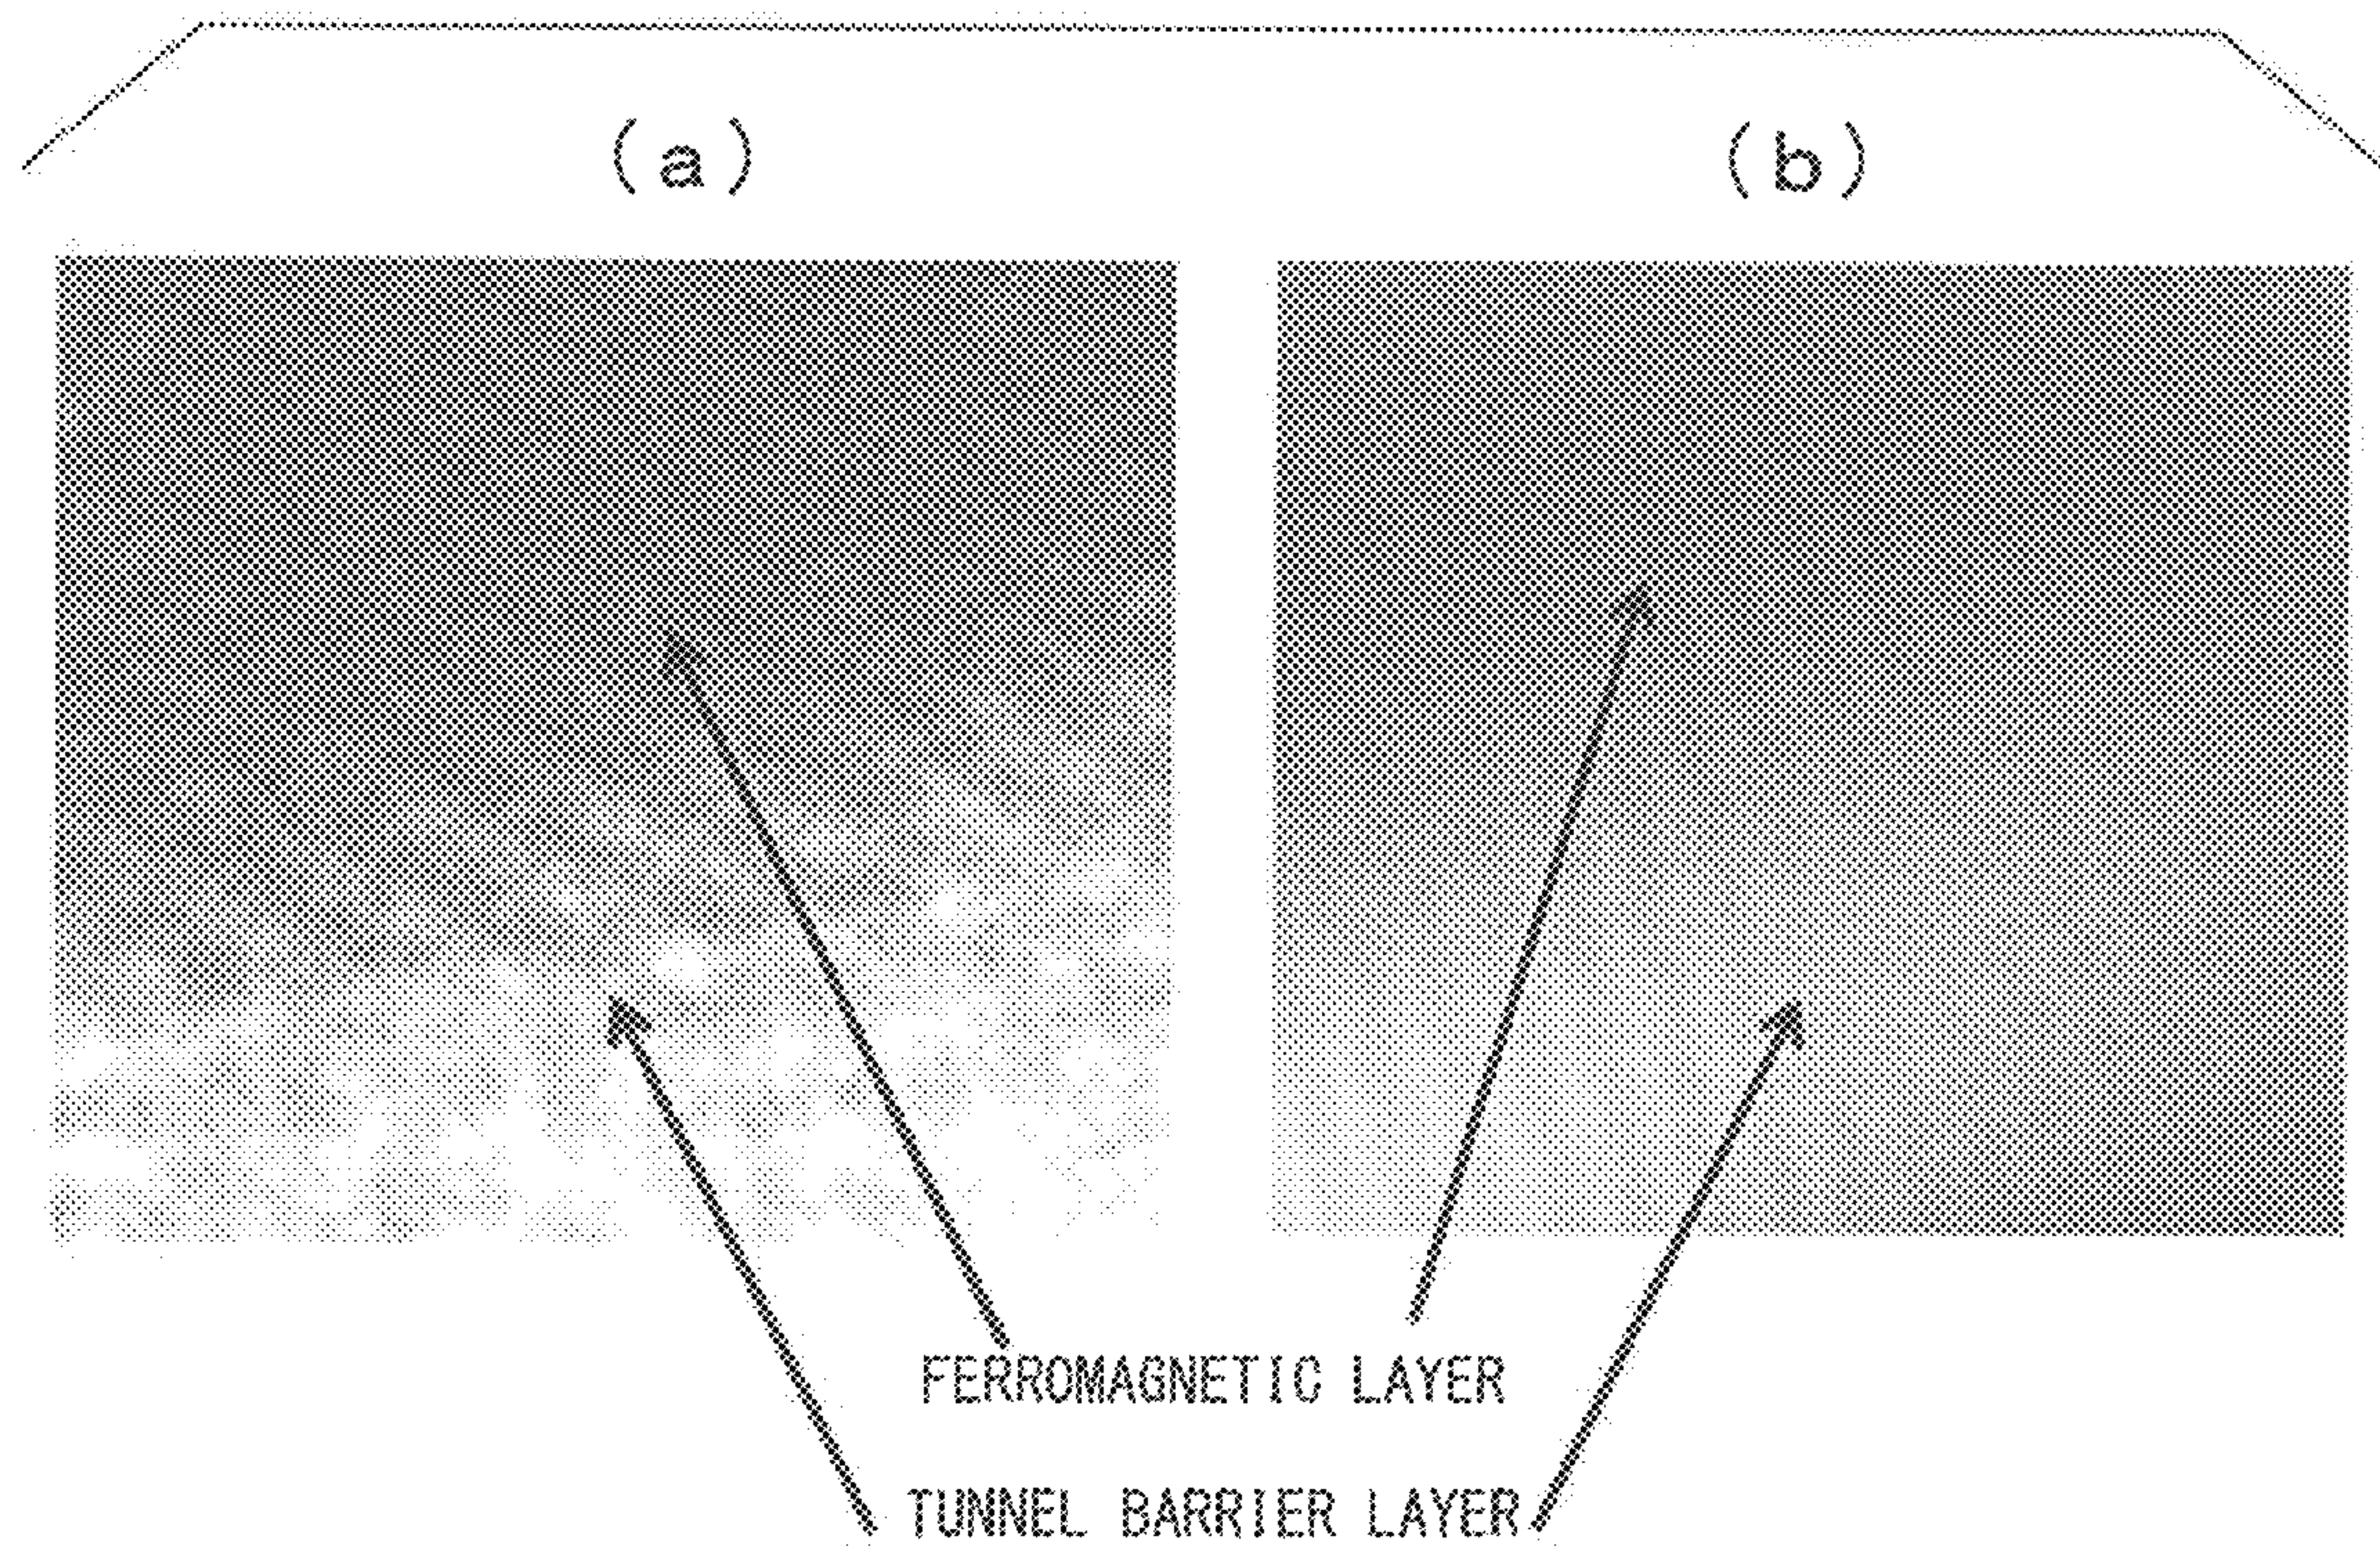 (a)
(b)
FERROMAGNETIC LAYER
TUNNEL BARRIER LAYER